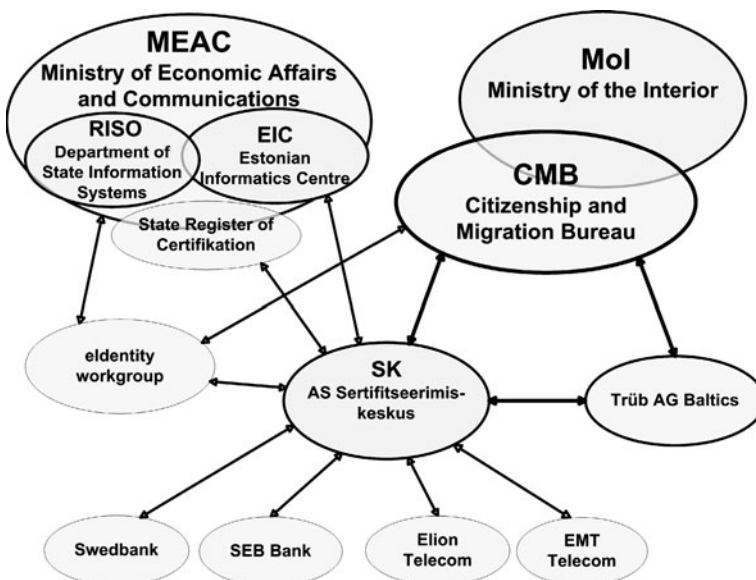 MEAC
Ministry of Economic Affairs
and Communications
RISO
Department of
State Information
Systems
EIC
Estonian
Informatics Centre
State Register of
Certifikation
MoI
Ministry of the Interior
CMB
Citizenship and
Migration Bureau
eIdentity
workgroup
SK
AS Sertifitseerimis-
keskus
Trüb AG Baltics
Swedbank
SEB Bank
Elion
Telecom
EMT
Telecom